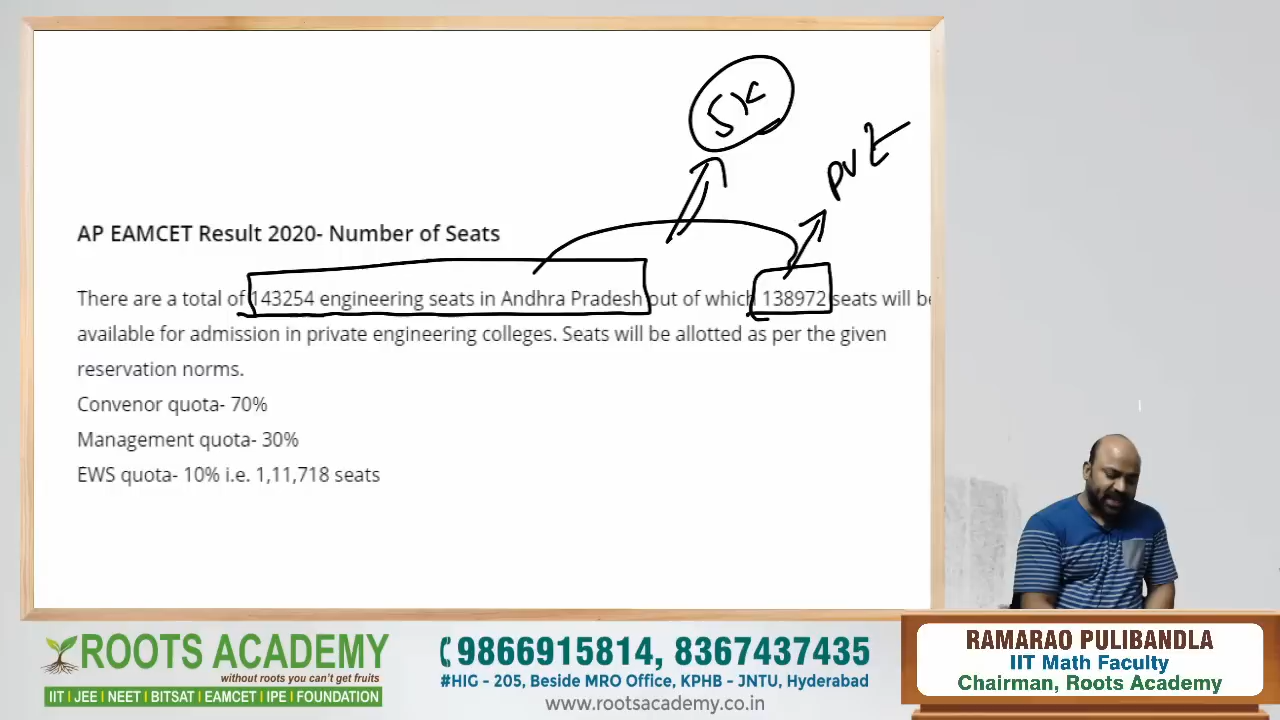 5K
PVt
AP EAMCET Result 2020- Number of Seats
There are a total of 143254 engineering seats in Andhra Pradesh out of which 138972 seats will be
available for admission in private engineering colleges. Seats will be allotted as per the given
reservation norms.
Convenor quota- 70%
Management quota- 30%
EWS quota- 10% i.e. 1,11,718 seats
ROOTS ACADEMY
without roots you can't get fruits
IIT | JEE | NEET | BITSAT | EAMCET | IPE | FOUNDATION
9866915814, 8367437435
#HIG - 205, Beside MRO Office, KPHB - JNTU, Hyderabad
www.rootsacademy.co.in
RAMARAO PULIBANDLA
IIT Math Faculty
Chairman, Roots Academy